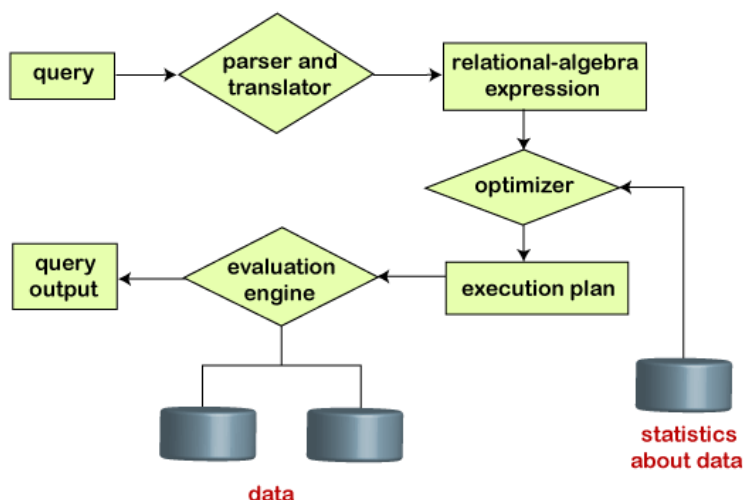 query
parser and
translator
relational-algebra
expression
optimizer
query
output
evaluation
engine
execution plan
statistics
about data
data